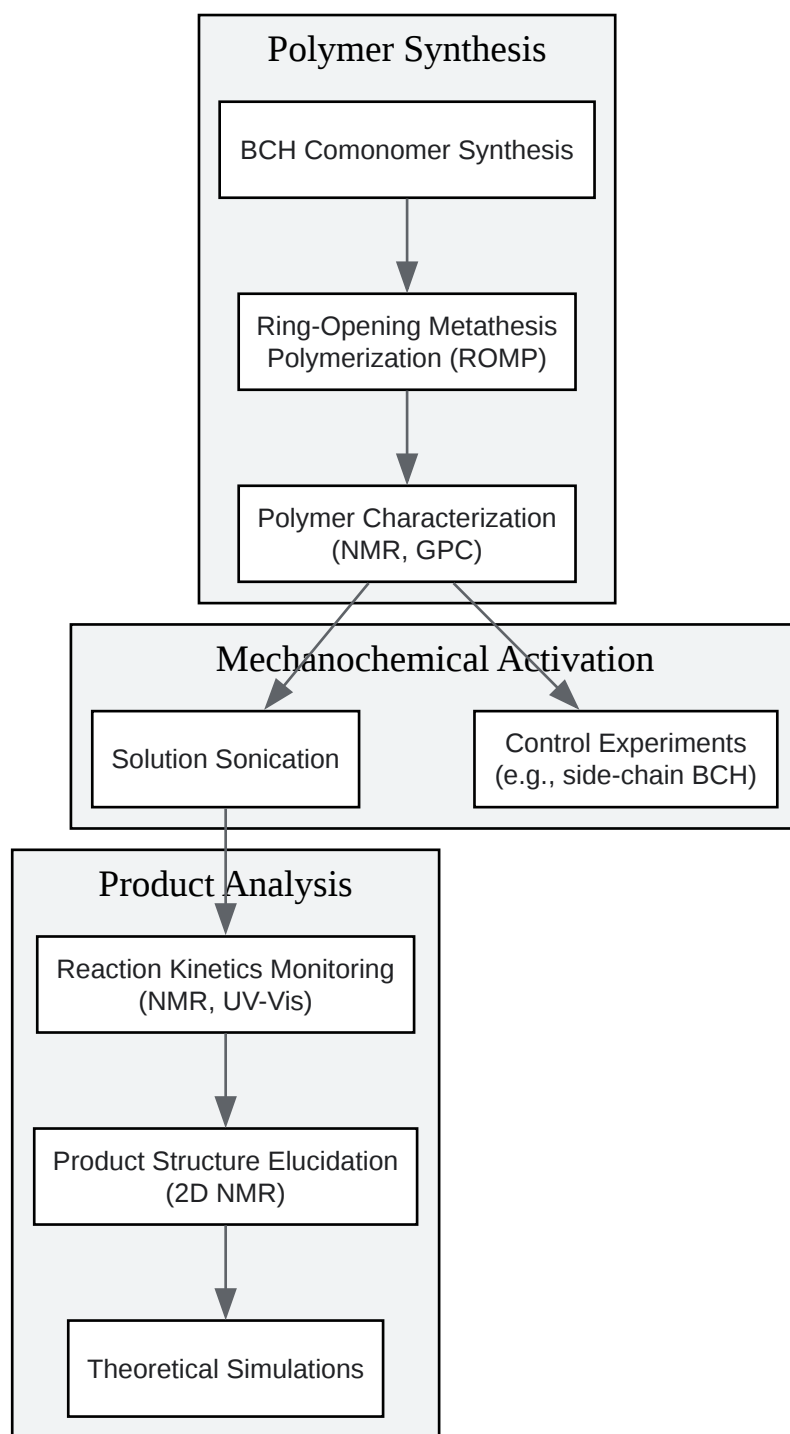 Polymer Synthesis
BCH Comonomer Synthesis
Ring-Opening Metathesis
Polymerization (ROMP)
Polymer Characterization
(NMR, GPC)
Mechanochemical Activation
Solution Sonication
Control Experiments
(e.g., side-chain BCH)
Product Analysis
Reaction Kinetics Monitoring
(NMR, UV-Vis)
Product Structure Elucidation
(2D NMR)
Theoretical Simulations